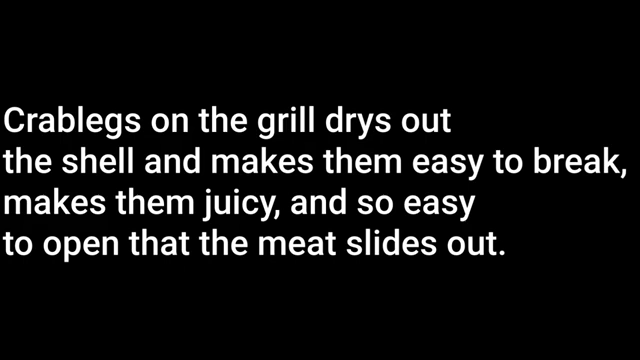 Crablegs on the grill drys out
the shell and makes them easy to break,
makes them juicy, and so easy
to open that the meat slides out.